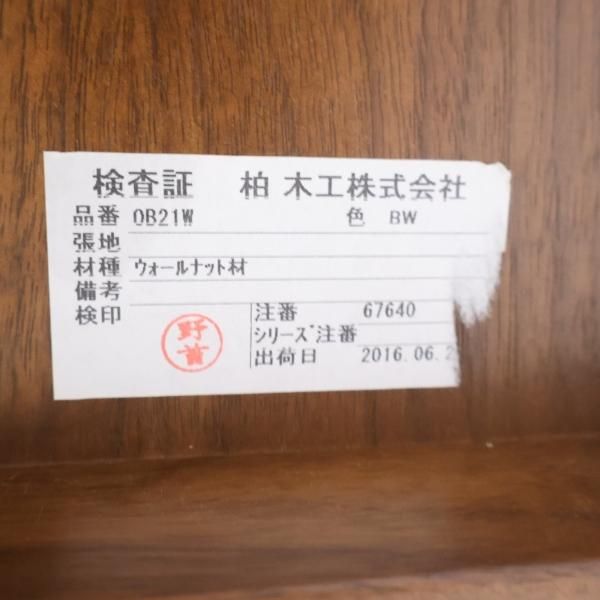 検査証 柏木工株式会社
品番 QB21W 色 BW
張地
材種 ウォールナット材
備考
検印
注番 67640
シリーズ注番
出荷日 2016.06.2
野